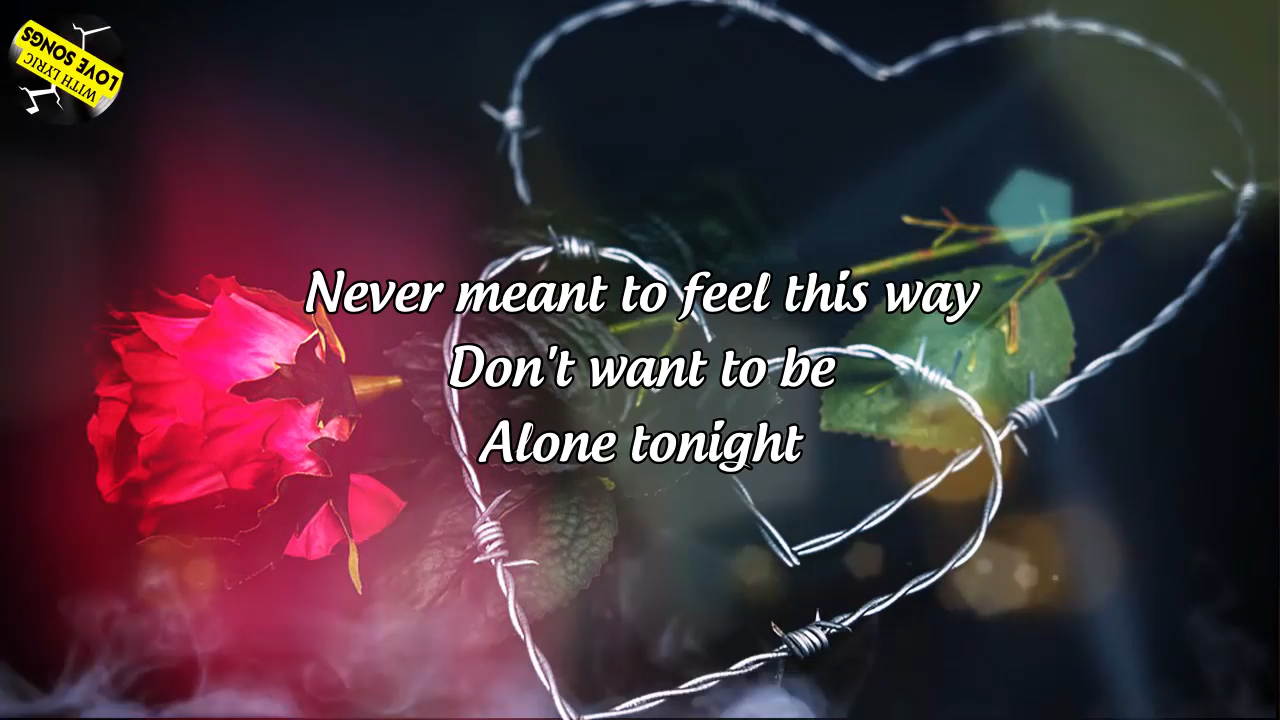 WITH LYRIC
LOVE SONGS
Never meant to feel this way
Don't want to be
Alone tonight